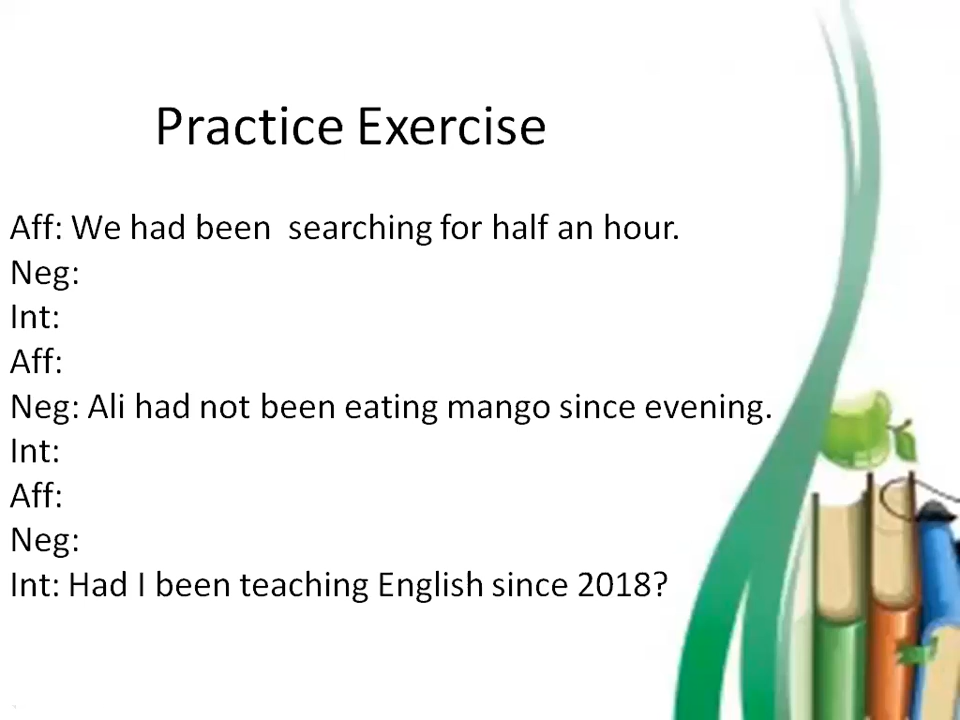 Practice Exercise
Aff: We had been searching for half an hour.
Neg:
Int:
Aff:
Neg: Ali had not been eating mango since evening.
Int:
Aff:
Neg:
Int: Had I been teaching English since 2018?